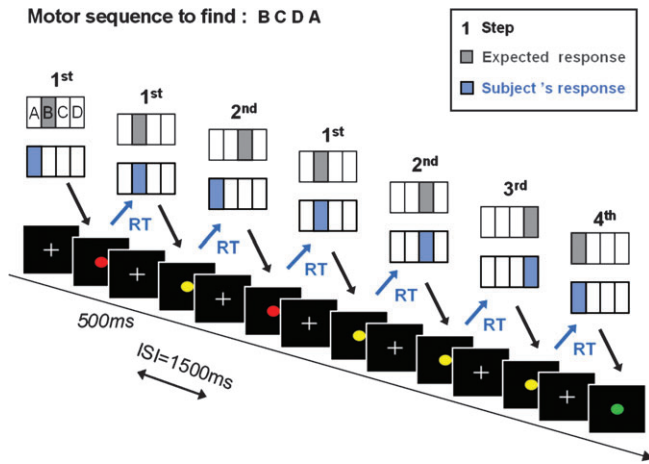 Motor sequence to find : B C D A
1 Step
Expected response
Subject 's response
1st
A B C D
1st
2nd
1st
2nd
3rd
4th
RT
RT
RT
RT
RT
RT
500ms
ISI=1500ms